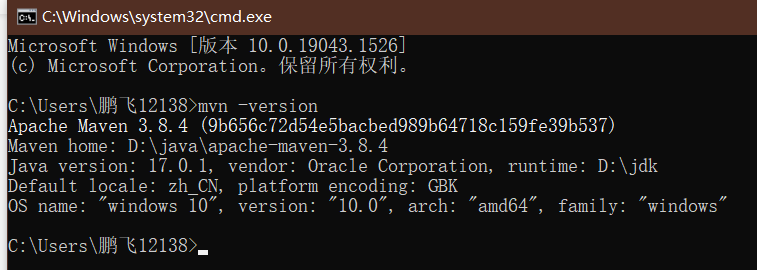 C:\Windows\system32\cmd.exe
Microsoft Windows [版本 10.0.19043.1526]
(c) Microsoft Corporation。保留所有权利。
C:\Users\鹏飞12138>mvn -version
Apache Maven 3.8.4 (9b656c72d54e5bacbed989b64718c159fe39b537)
Maven home: D:\java\apache-maven-3.8.4
Java version: 17.0.1, vendor: Oracle Corporation, runtime: D:\jdk
Default locale: zh_CN, platform encoding: GBK
OS name: "windows 10", version: "10.0", arch: "amd64", family: "windows"
C:\Users\鹏飞12138>